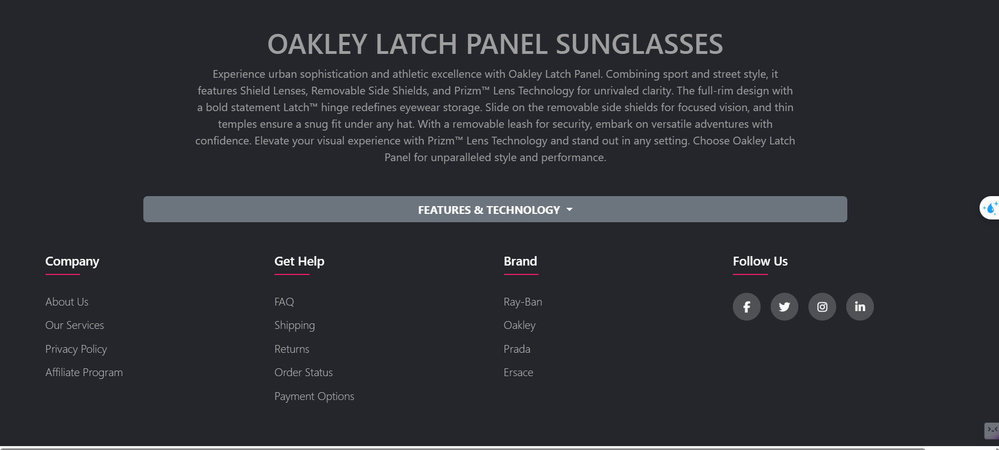 OAKLEY LATCH PANEL SUNGLASSES
Experience urban sophistication and athletic excellence with Oakley Latch Panel. Combining sport and street style, it
features Shield Lenses, Removable Side Shields, and Prizm™ Lens Technology for unrivaled clarity. The full-rim design with
a bold statement Latch™ hinge redefines eyewear storage. Slide on the removable side shields for focused vision, and thin
temples ensure a snug fit under any hat. With a removable leash for security, embark on versatile adventures with
confidence. Elevate your visual experience with Prizm™ Lens Technology and stand out in any setting. Choose Oakley Latch
Panel for unparalleled style and performance.
FEATURES & TECHNOLOGY
Company
About Us
Our Services
Privacy Policy
Affiliate Program
Get Help
FAQ
Shipping
Returns
Order Status
Payment Options
Brand
Ray-Ban
Oakley
Prada
Ersace
Follow Us